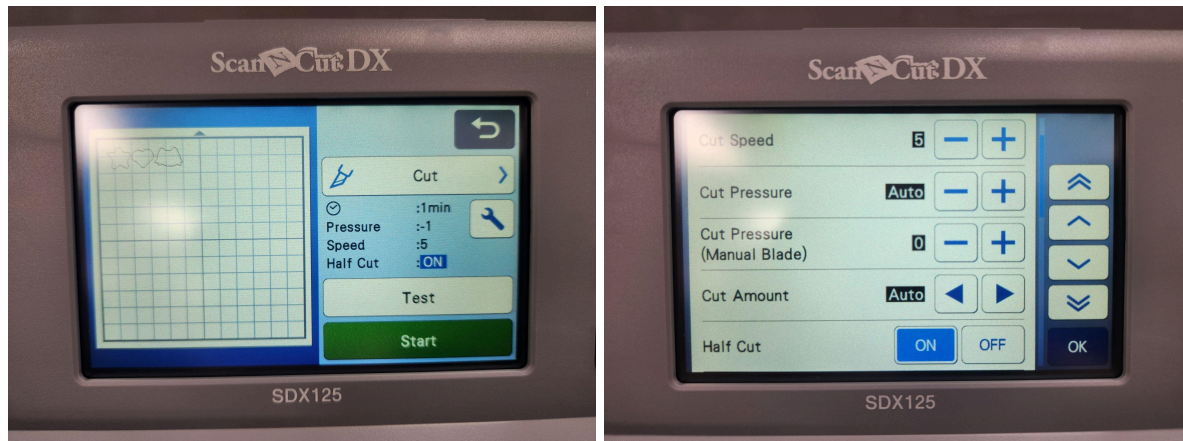 ScanNCut DX
Cut
:1min
Pressure :-1
Speed :5
Half Cut :ON
Test
Start
SDX125
ScanNCut DX
Cut Speed 5 − +
Cut Pressure Auto − +
Cut Pressure
(Manual Blade) 0 − +
Cut Amount Auto
Half Cut ON OFF
OK
SDX125